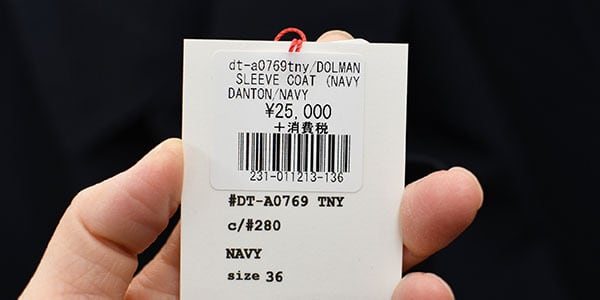 dt-a0769tny/DOLMAN
SLEEVE COAT (NAVY
DANTON/NAVY
¥25,000
+消費税
231-011213-136
#DT-A0769 TNY
c/#280
NAVY
size 36